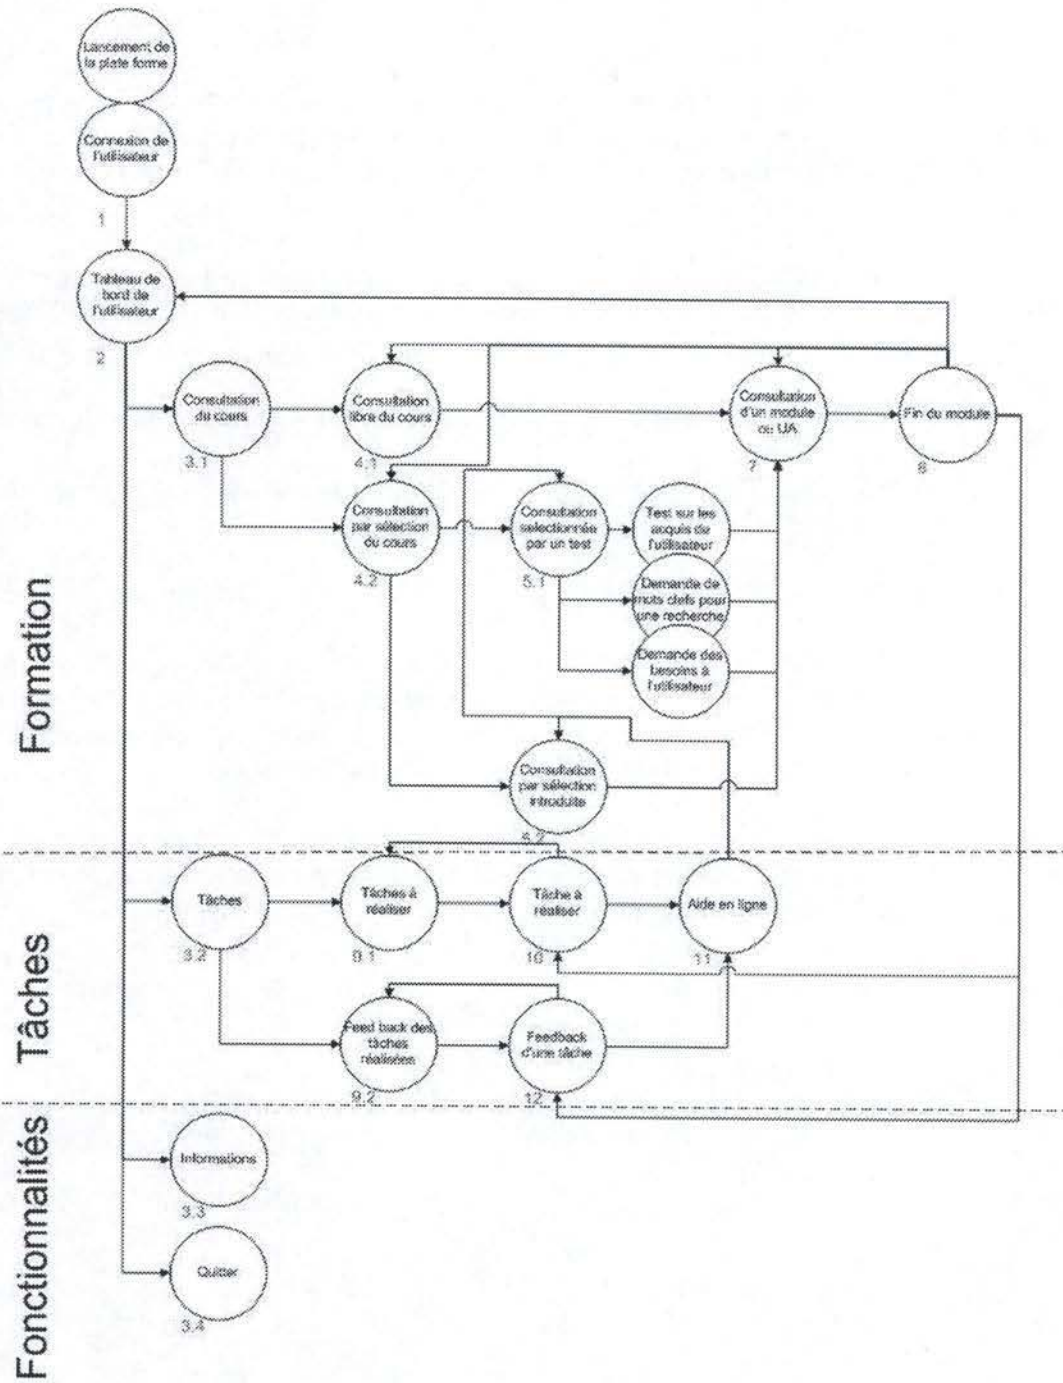 Lancement de
la plate forme
Connexion de
l'utilisateur
1
Tableau de
bord de
l'utilisateur
2
Formation
Consultation
du cours
3.1
Consultation
libre du cours
4.1
Consultation
d'un module
ou UA
7
Fin du module
8
Consultation
par sélection
du cours
4.2
Consultation
selectionnée
par un test
5.1
Test sur les
acquis de
l'utilisateur
Demande de
mots clefs pour
une recherche
Demande des
besoins à
l'utilisateur
Consultation
par sélection
introduite
5.2
Tâches
Tâches
3.2
Tâches à
réaliser
9.1
Tâche à
réaliser
10
Aide en ligne
11
Feed back des
tâches
réalisées
9.2
Feedback
d'une tâche
12
Fonctionnalités
Informations
3.3
Quitter
3.4